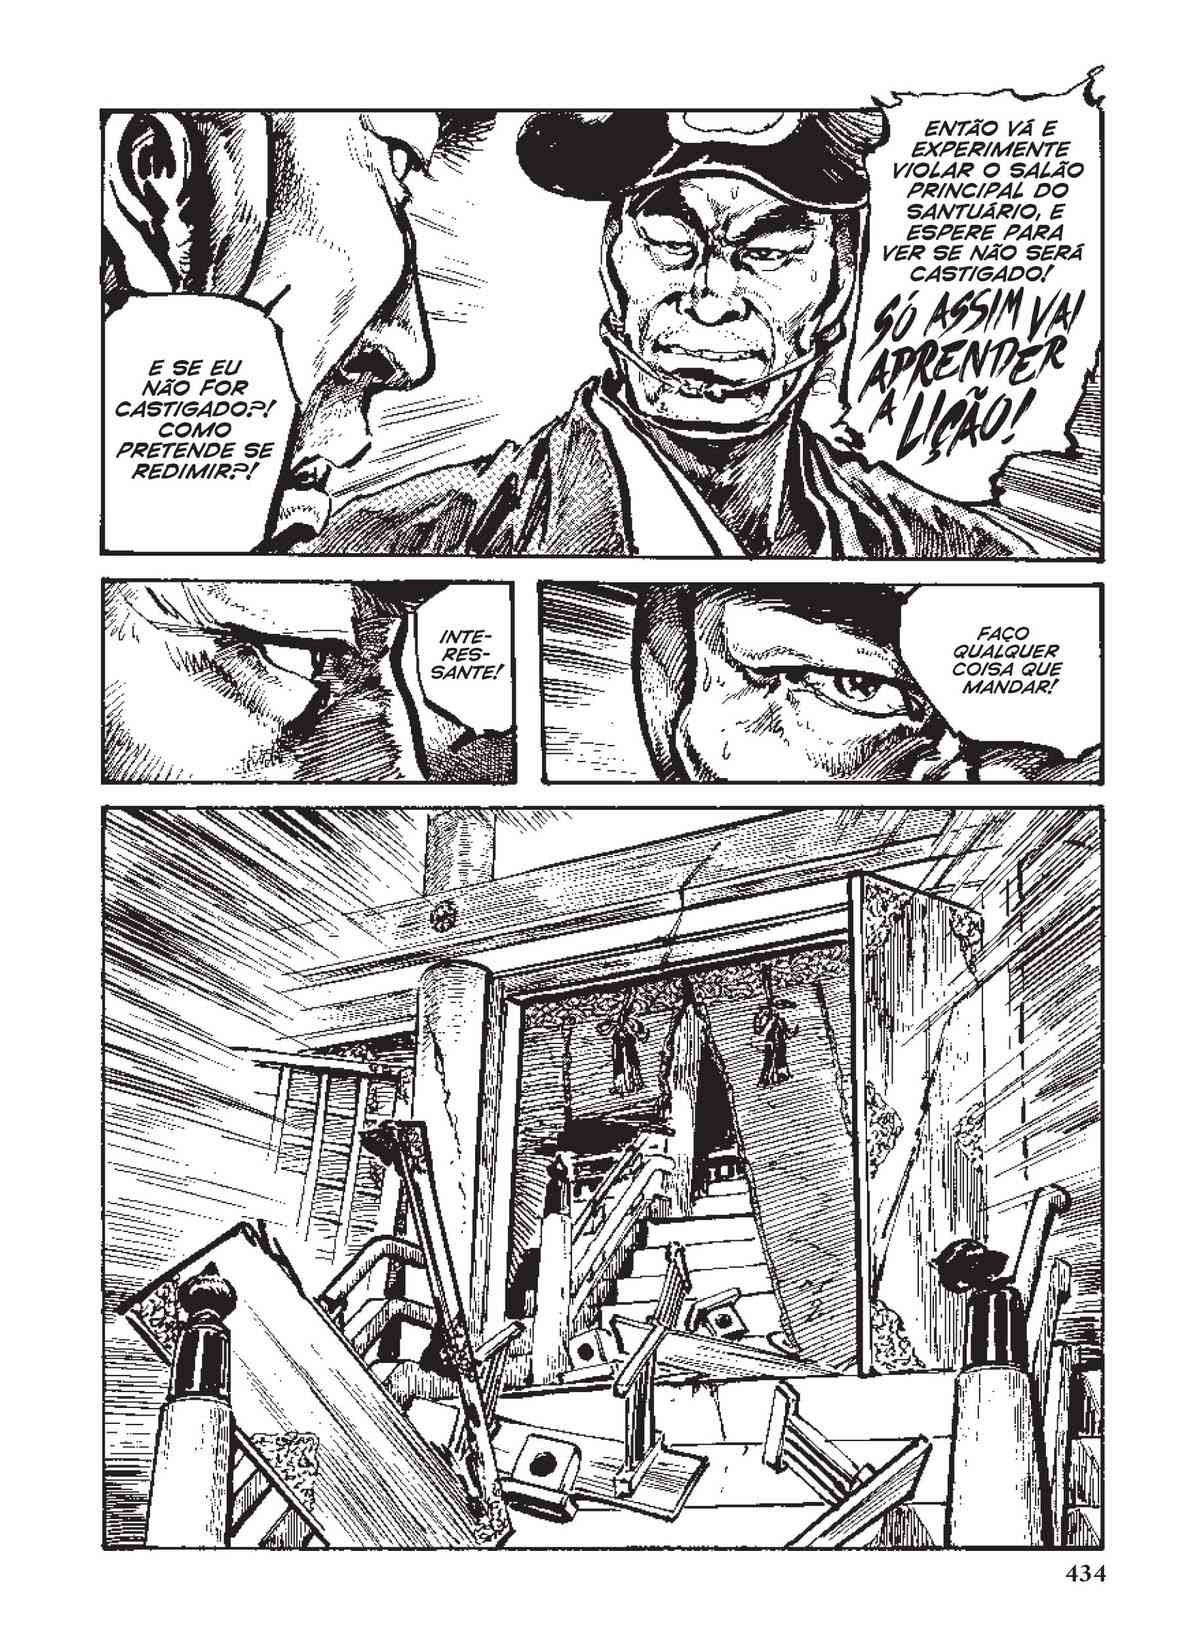 ENTÃO VÁ E
EXPERIMENTE
VIOLAR O SALÃO
PRINCIPAL DO
SANTUÁRIO, E
ESPERE PARA
VER SE NÃO SERÁ
CASTIGADO!
SÓ ASSIM VAI
APRENDER
A LIÇÃO!
E SE EU
NÃO FOR
CASTIGADO?!
COMO
PRETENDE SE
REDIMIR?!
INTE-
RES-
SANTE!
FAÇO
QUALQUER
COISA QUE
MANDAR!
434